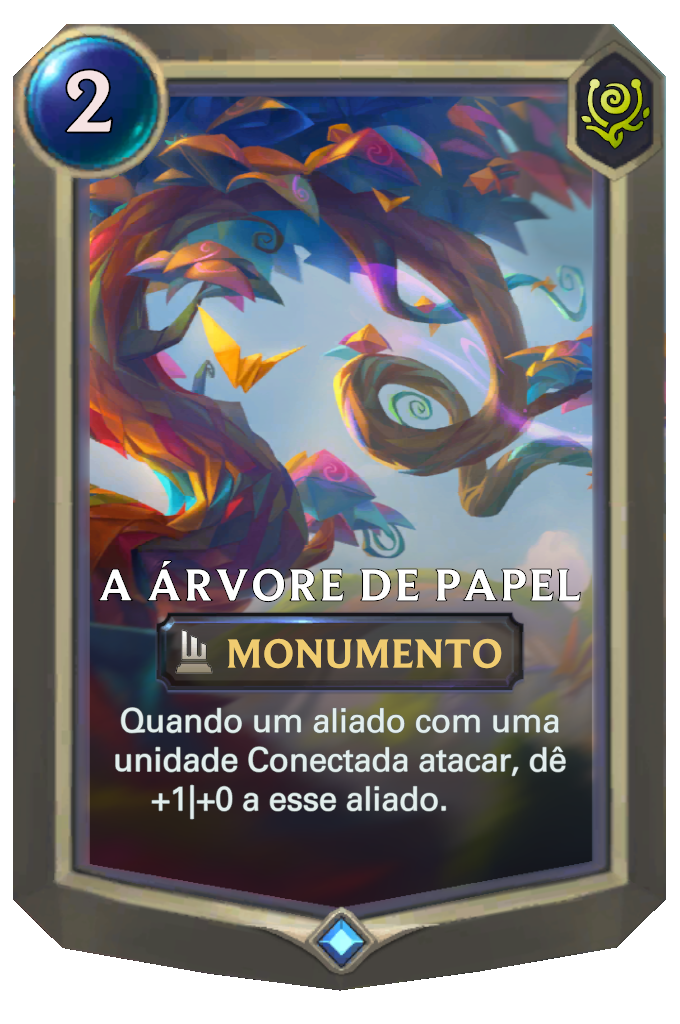 2
A ÁRVORE DE PAPEL
MONUMENTO
Quando um aliado com uma
unidade Conectada atacar, dê
+1|+0 a esse aliado.